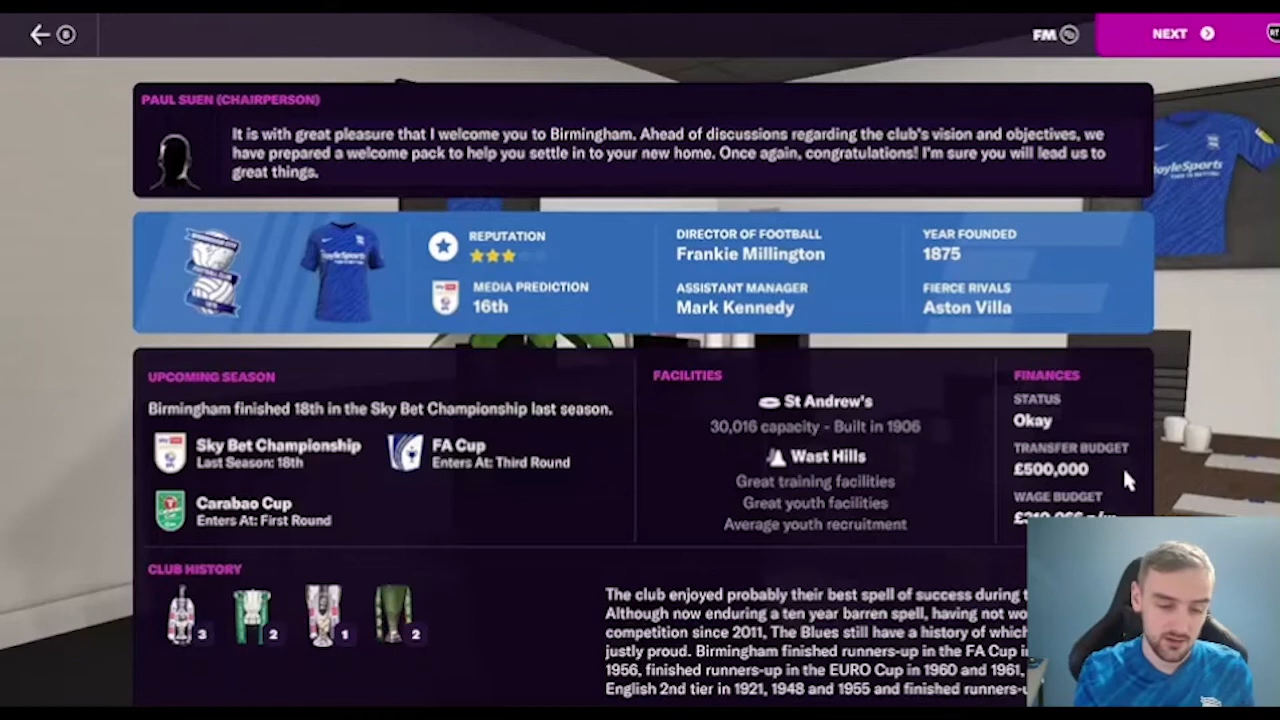 FM
NEXT
PAUL SUEN (CHAIRPERSON)
It is with great pleasure that I welcome you to Birmingham. Ahead of discussions regarding the club's vision and objectives, we
have prepared a welcome pack to help you settle in to your new home. Once again, congratulations! I'm sure you will lead us to
great things.
REPUTATION
MEDIA PREDICTION
16th
DIRECTOR OF FOOTBALL
Frankie Millington
ASSISTANT MANAGER
Mark Kennedy
YEAR FOUNDED
1875
FIERCE RIVALS
Aston Villa
UPCOMING SEASON
Birmingham finished 18th in the Sky Bet Championship last season.
Sky Bet Championship
Last Season: 18th
FA Cup
Enters At: Third Round
Carabao Cup
Enters At: First Round
FACILITIES
St Andrew's
30,016 capacity - Built in 1906
Wast Hills
Great training facilities
Great youth facilities
Average youth recruitment
FINANCES
STATUS
Okay
TRANSFER BUDGET
£500,000
WAGE BUDGET
CLUB HISTORY
3
2
1
2
The club enjoyed probably their best spell of success during
Although now enduring a ten year barren spell, having not
competition since 2011, The Blues still have a history of which
justly proud. Birmingham finished runners-up in the FA Cup
1956, finished runners-up in the EURO Cup in 1960 and 1961,
English 2nd tier in 1921, 1948 and 1955 and finished